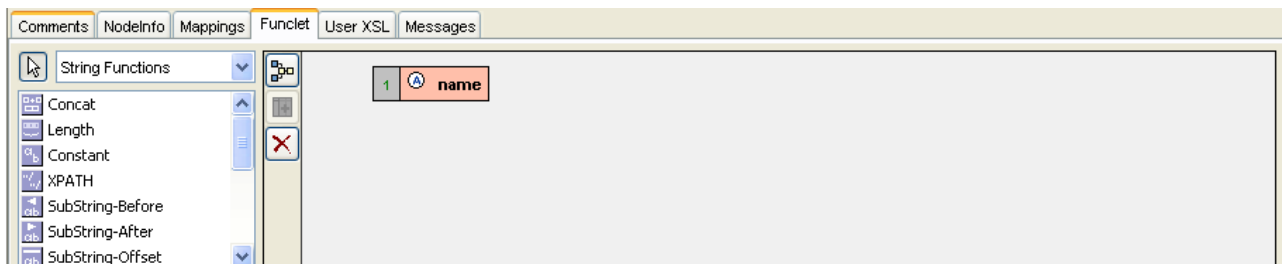 Comments NodeInfo Mappings Funclet User XSL Messages
String Functions
1 A name
Concat
Length
Constant
XPATH
SubString-Before
SubString-After
SubString-Offset